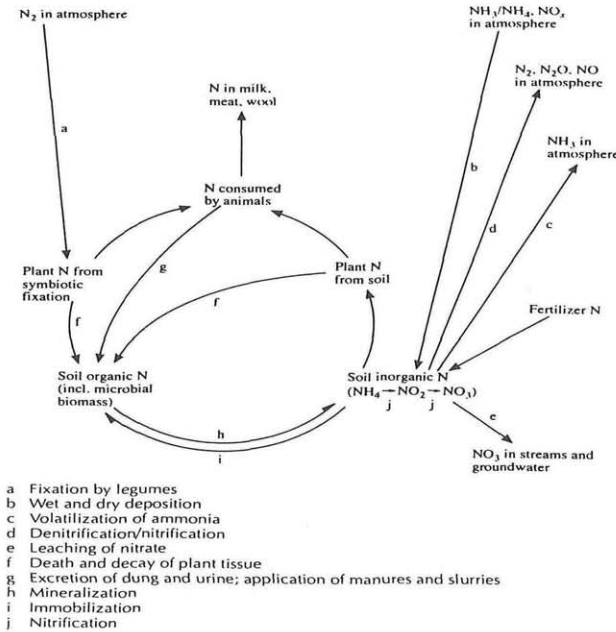 N₂ in atmosphere
NH₃/NH₄, NOₓ
in atmosphere
N₂, N₂O, NO
in atmosphere
N in milk,
meat, wool
NH₃ in
atmosphere
a
b
d
c
N consumed
by animals
g
Plant N from
symbiotic
fixation
Plant N
from soil
f
f
Fertilizer N
Soil organic N
(incl. microbial
biomass)
Soil inorganic N
(NH₄→NO₂→NO₃)
j j
e
h
i
NO₃ in streams and
groundwater
a Fixation by legumes
b Wet and dry deposition
c Volatilization of ammonia
d Denitrification/nitrification
e Leaching of nitrate
f Death and decay of plant tissue
g Excretion of dung and urine; application of manures and slurries
h Mineralization
i Immobilization
j Nitrification